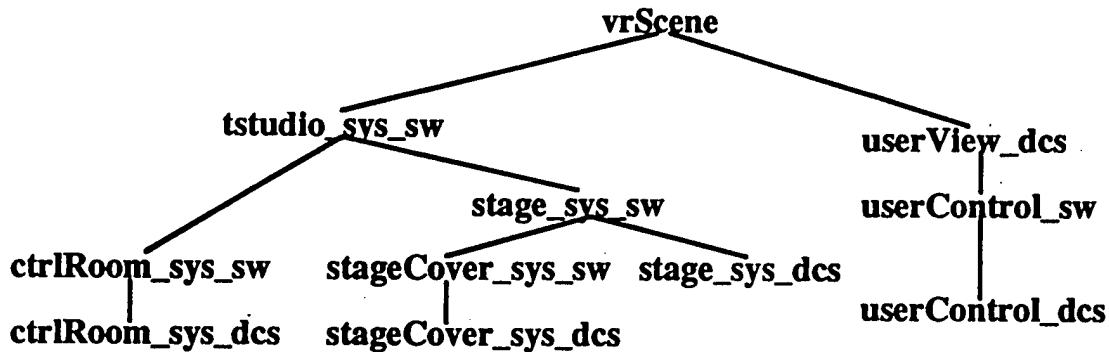 vrScene
tstudio_sys_sw
userView_dcs
stage_sys_sw
userControl_sw
ctrlRoom_sys_sw
stageCover_sys_sw
stage_sys_dcs
userControl_dcs
ctrlRoom_sys_dcs
stageCover_sys_dcs